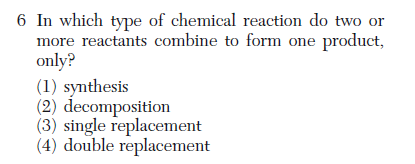 6 In which type of chemical reaction do two or
more reactants combine to form one product,
only?
(1) synthesis
(2) decomposition
(3) single replacement
(4) double replacement